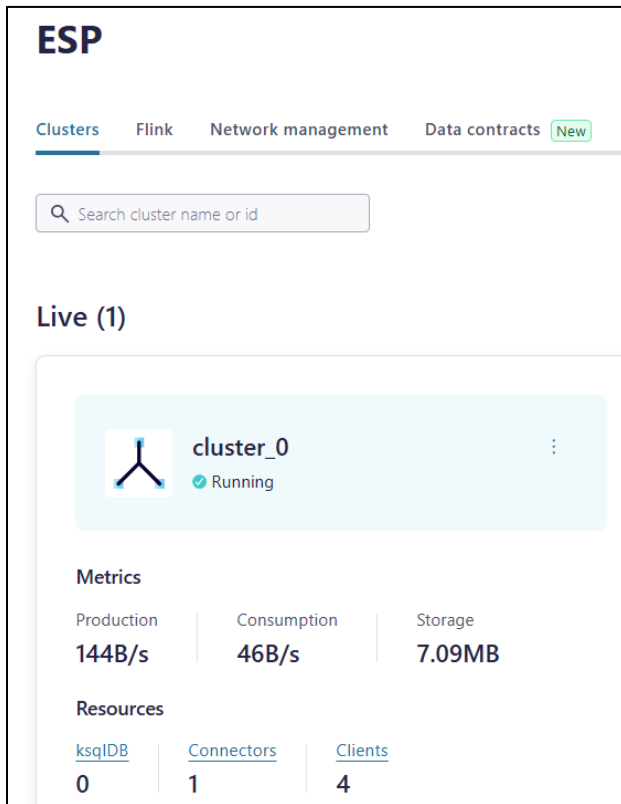 ESP
Clusters Flink Network management Data contracts New
Search cluster name or id
Live (1)
cluster_0
Running
Metrics
Production Consumption Storage
144B/s 46B/s 7.09MB
Resources
ksqlDB Connectors Clients
0 1 4